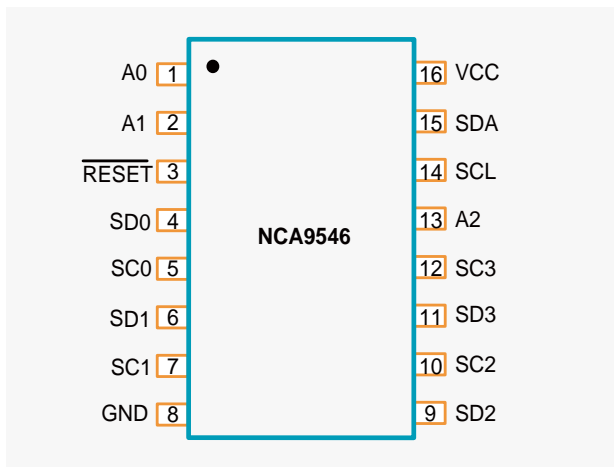 A0 1 16 VCC
A1 2 15 SDA
RESET 3 14 SCL
SD0 4 13 A2
NCA9546
SC0 5 12 SC3
SD1 6 11 SD3
SC1 7 10 SC2
GND 8 9 SD2